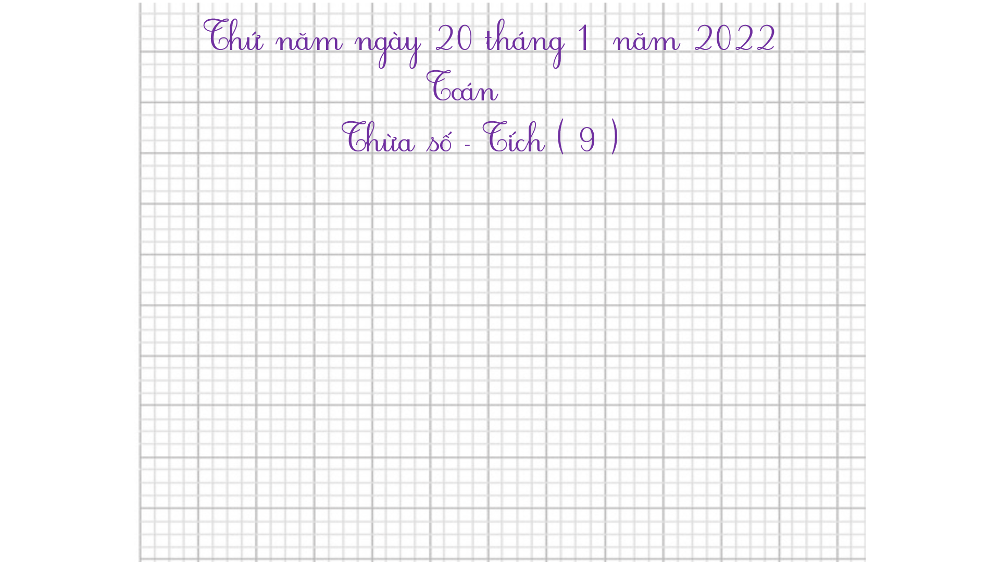 Thứ năm ngày 20 tháng 1 năm 2022
Toán
Thừa số - Tích ( 9 )